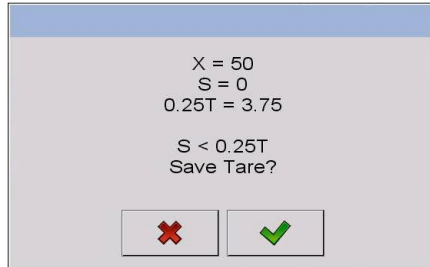 X = 50
S = 0
0.25T = 3.75
S < 0.25T
Save Tare?